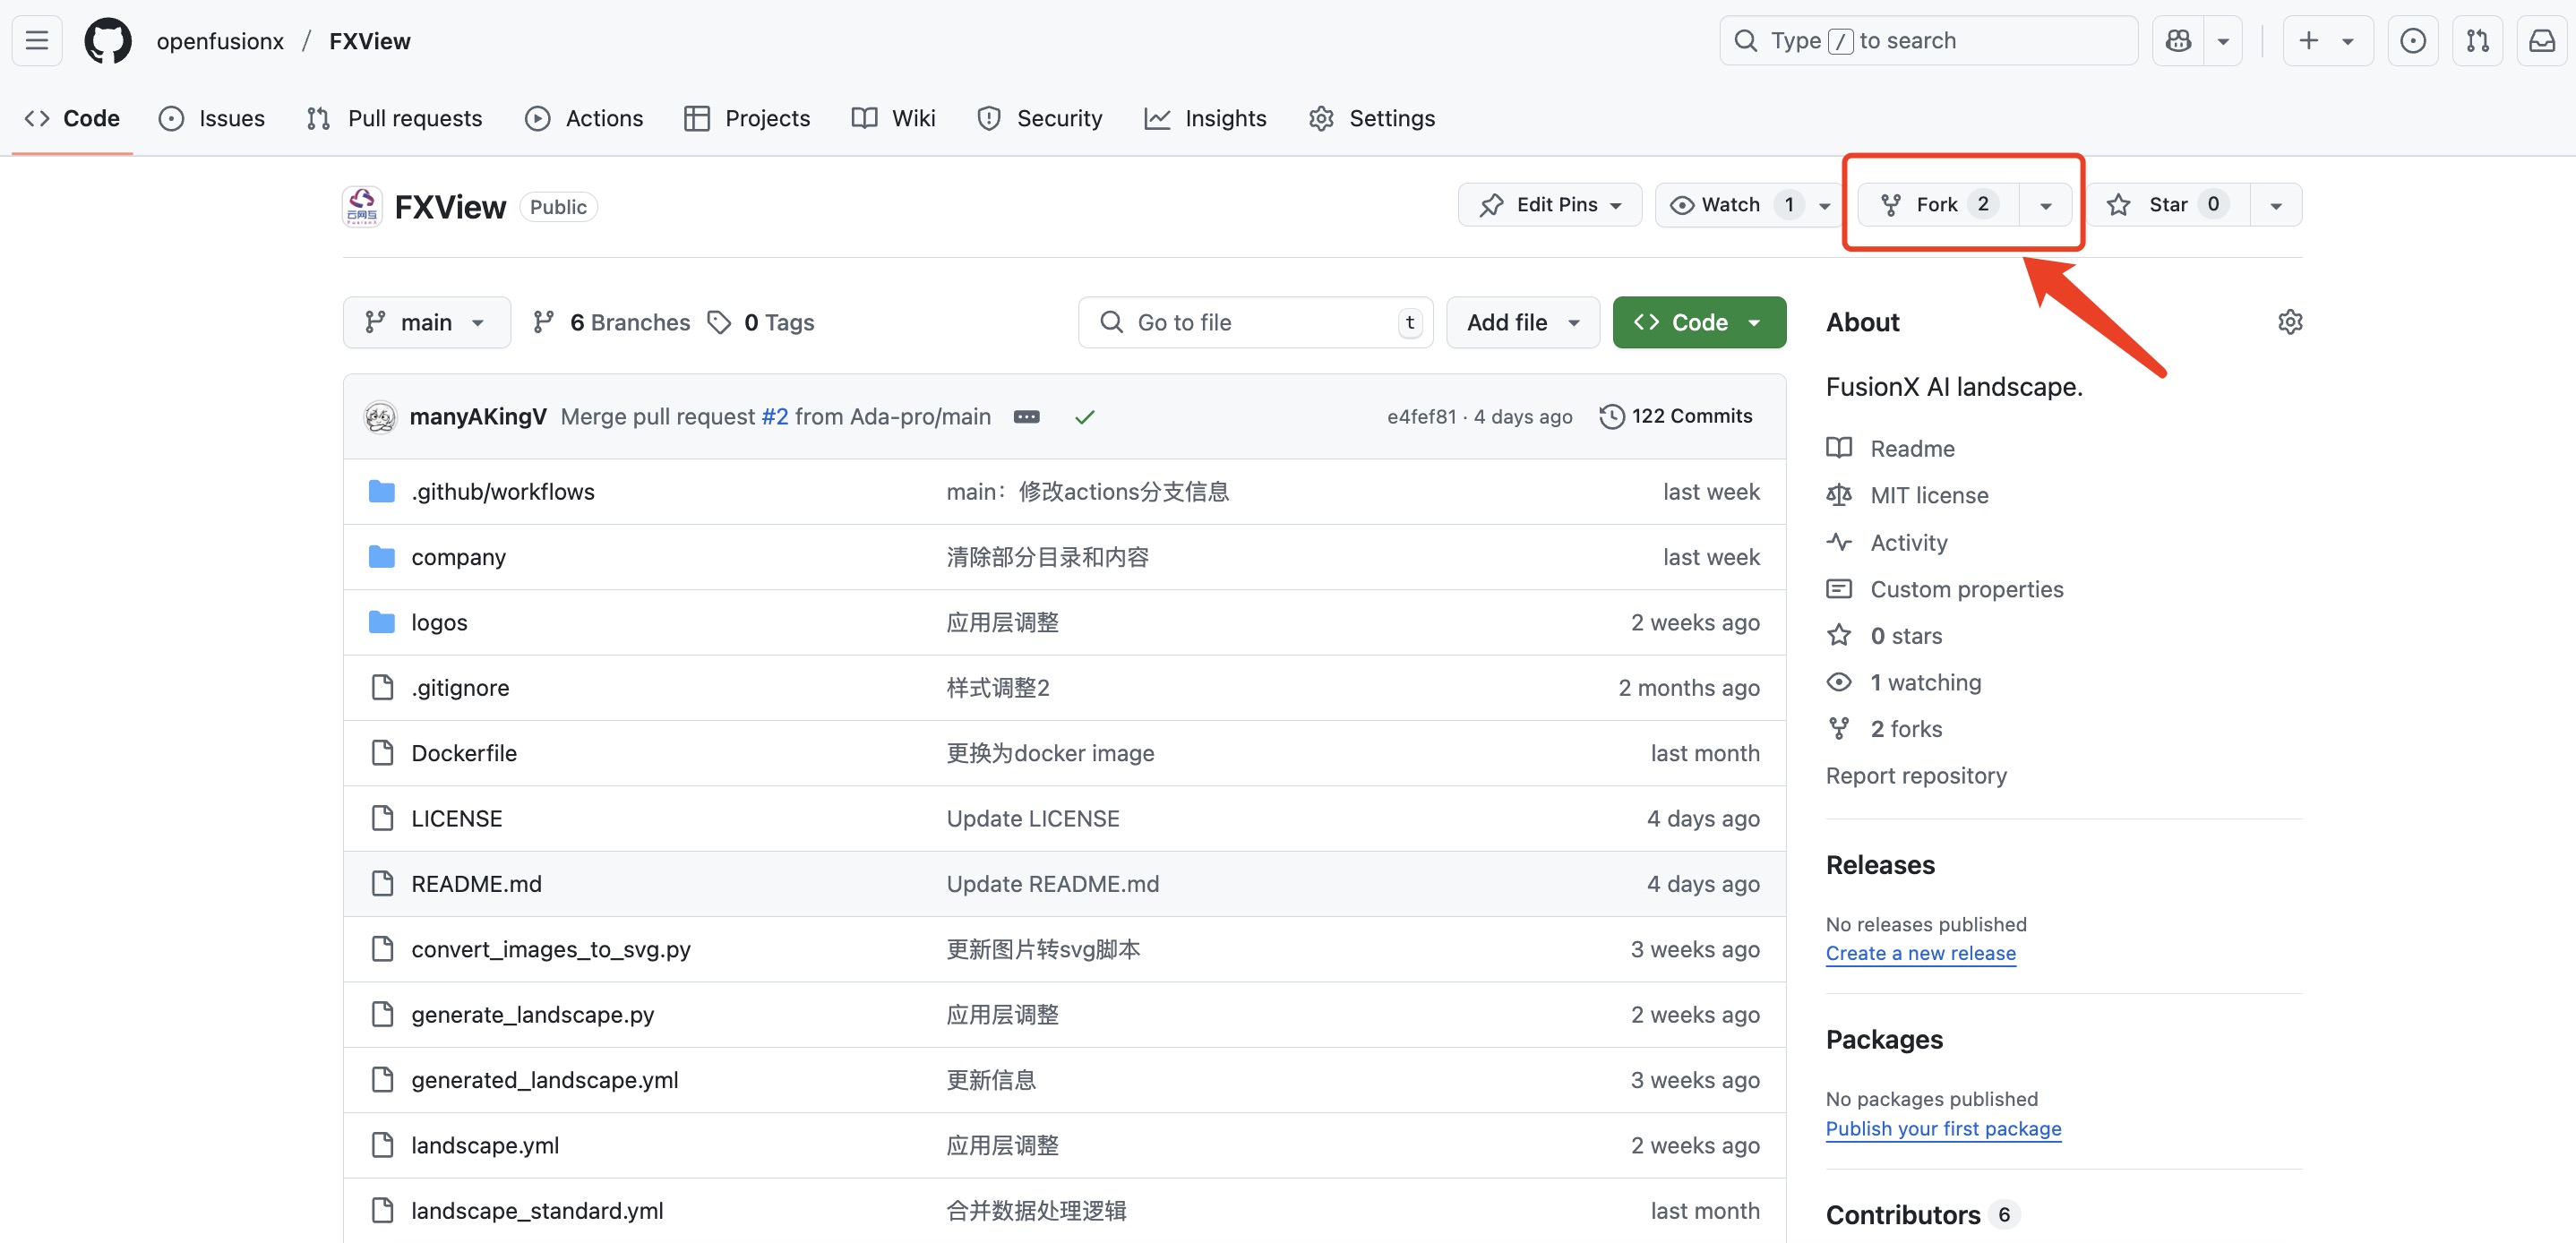 openfusionx / FXView
Type / to search
Code Issues Pull requests Actions Projects Wiki Security Insights Settings
云网互
FusionX
FXView Public
Edit Pins Watch 1 Fork 2 Star 0
main 6 Branches 0 Tags Go to file t Add file Code
manyAKingV Merge pull request #2 from Ada-pro/main e4fef81 · 4 days ago 122 Commits
.github/workflows main：修改actions分支信息 last week
company 清除部分目录和内容 last week
logos 应用层调整 2 weeks ago
.gitignore 样式调整2 2 months ago
Dockerfile 更换为docker image last month
LICENSE Update LICENSE 4 days ago
README.md Update README.md 4 days ago
convert_images_to_svg.py 更新图片转svg脚本 3 weeks ago
generate_landscape.py 应用层调整 2 weeks ago
generated_landscape.yml 更新信息 3 weeks ago
landscape.yml 应用层调整 2 weeks ago
landscape_standard.yml 合并数据处理逻辑 last month
About
FusionX AI landscape.
Readme
MIT license
Activity
Custom properties
0 stars
1 watching
2 forks
Report repository
Releases
No releases published
Create a new release
Packages
No packages published
Publish your first package
Contributors 6